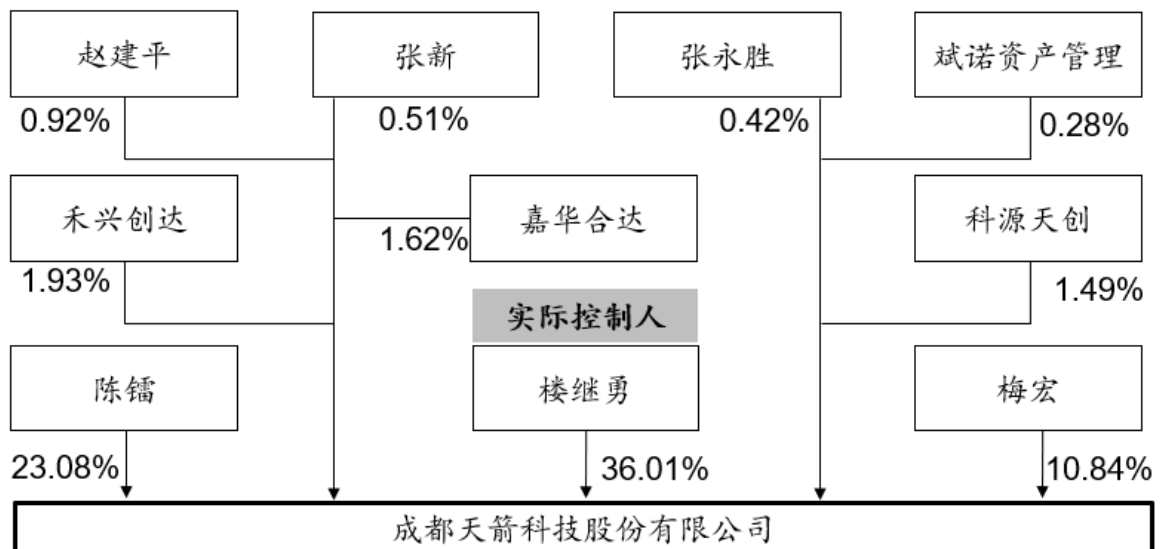 赵建平
张新
张永胜
斌诺资产管理
0.92%
0.51%
0.42%
0.28%
禾兴创达
嘉华合达
科源天创
1.93%
1.62%
1.49%
实际控制人
陈镭
楼继勇
梅宏
23.08%
36.01%
10.84%
成都天箭科技股份有限公司